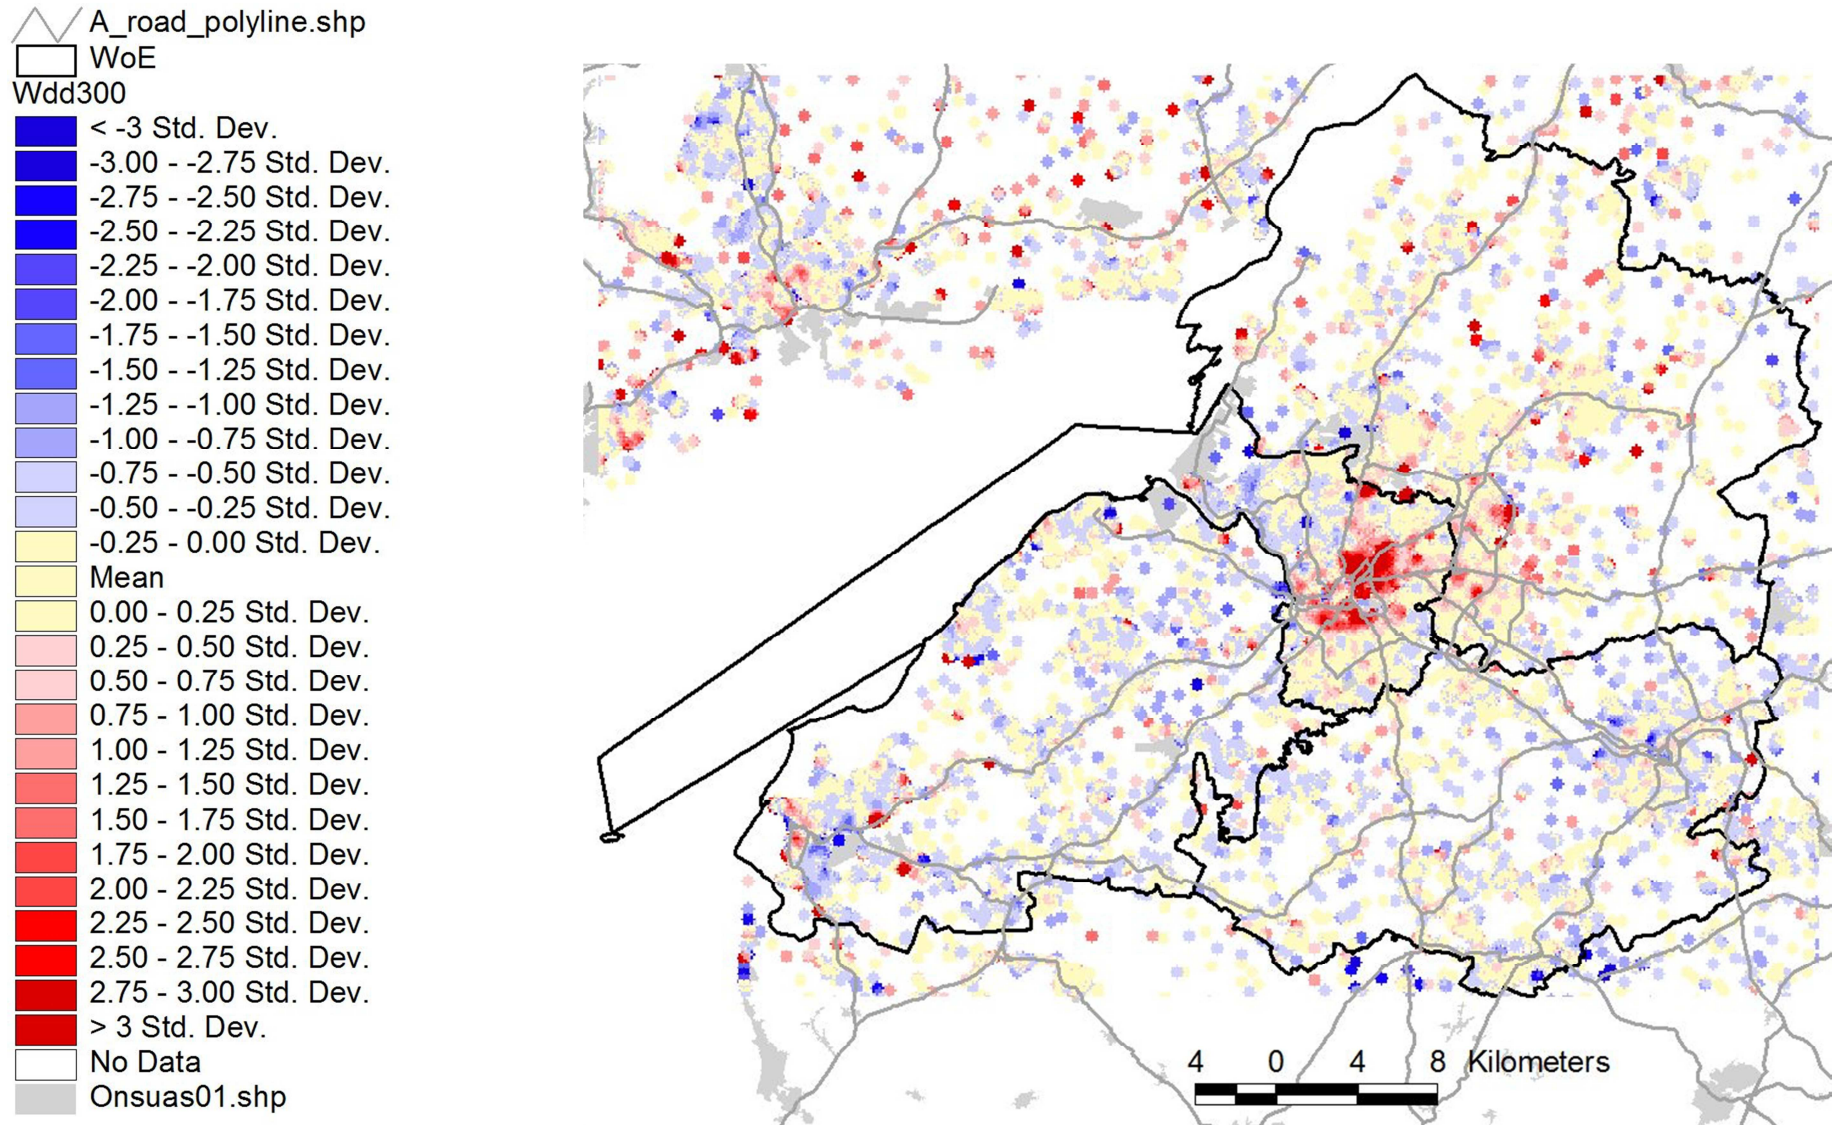 A_road_polyline.shp
WoE
Wdd300
< -3 Std. Dev.
-3.00 - -2.75 Std. Dev.
-2.75 - -2.50 Std. Dev.
-2.50 - -2.25 Std. Dev.
-2.25 - -2.00 Std. Dev.
-2.00 - -1.75 Std. Dev.
-1.75 - -1.50 Std. Dev.
-1.50 - -1.25 Std. Dev.
-1.25 - -1.00 Std. Dev.
-1.00 - -0.75 Std. Dev.
-0.75 - -0.50 Std. Dev.
-0.50 - -0.25 Std. Dev.
-0.25 - 0.00 Std. Dev.
Mean
0.00 - 0.25 Std. Dev.
0.25 - 0.50 Std. Dev.
0.50 - 0.75 Std. Dev.
0.75 - 1.00 Std. Dev.
1.00 - 1.25 Std. Dev.
1.25 - 1.50 Std. Dev.
1.50 - 1.75 Std. Dev.
1.75 - 2.00 Std. Dev.
2.00 - 2.25 Std. Dev.
2.25 - 2.50 Std. Dev.
2.50 - 2.75 Std. Dev.
2.75 - 3.00 Std. Dev.
> 3 Std. Dev.
No Data
Onsuas01.shp
4 0 4 8 Kilometers